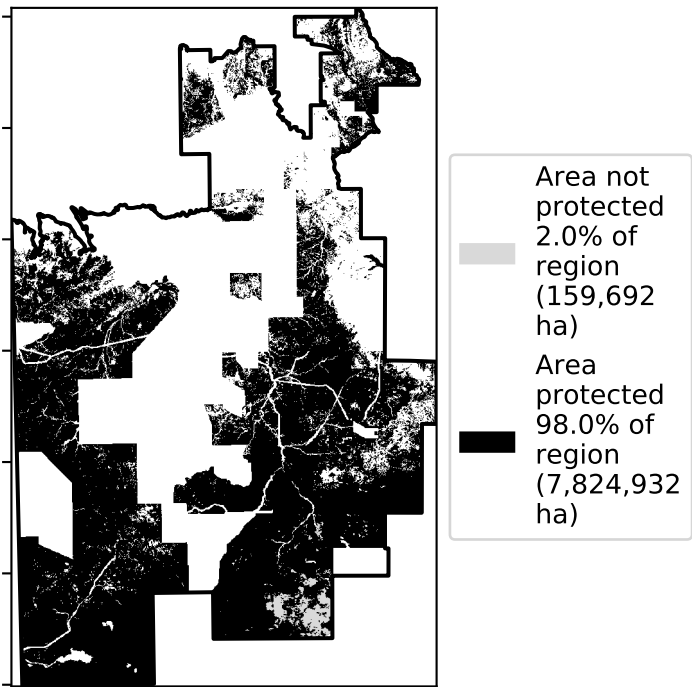 Area not
protected
2.0% of
region
(159,692
ha)
Area
protected
98.0% of
region
(7,824,932
ha)